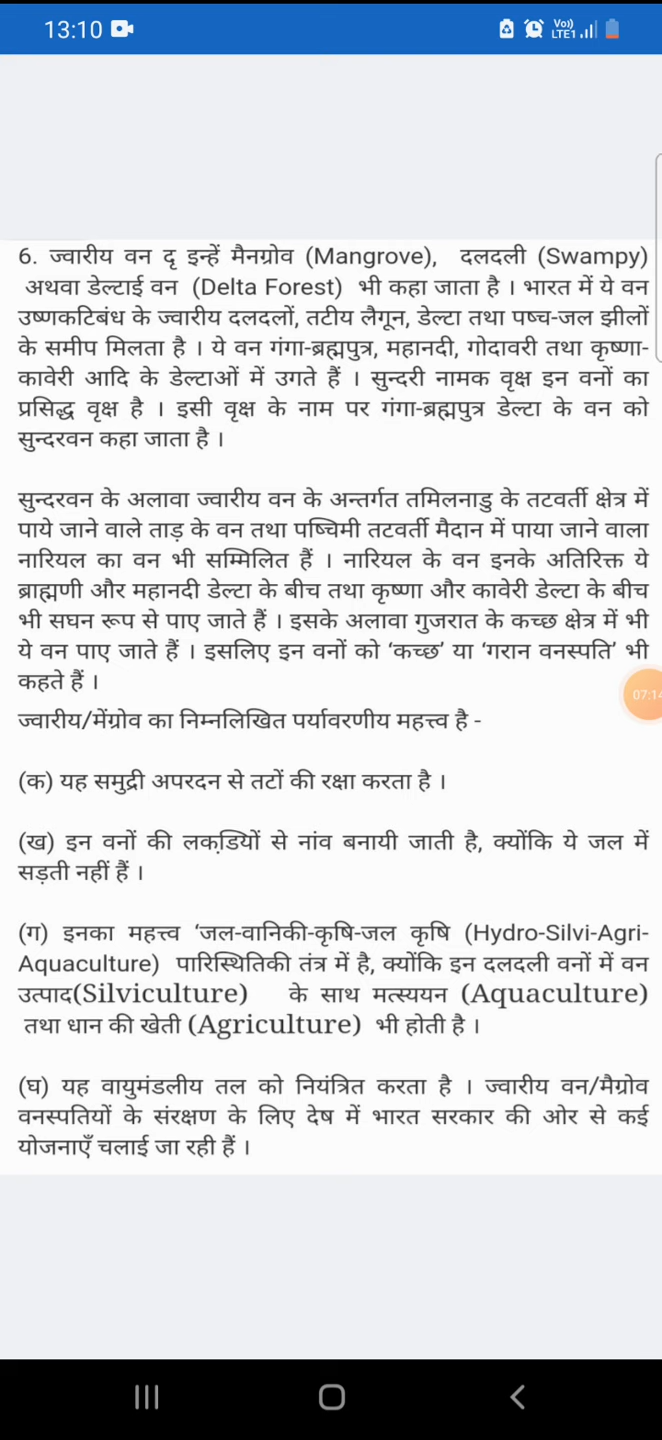 13:10
Vo))
LTE1
6. ज्वारीय वन दृ इन्हें मैनग्रोव (Mangrove), दलदली (Swampy)
अथवा डेल्टाई वन (Delta Forest) भी कहा जाता है । भारत में ये वन
उष्णकटिबंध के ज्वारीय दलदलों, तटीय लैगून, डेल्टा तथा पष्च-जल झीलों
के समीप मिलता है । ये वन गंगा-ब्रह्मपुत्र, महानदी, गोदावरी तथा कृष्णा-
कावेरी आदि के डेल्टाओं में उगते हैं । सुन्दरी नामक वृक्ष इन वनों का
प्रसिद्ध वृक्ष है । इसी वृक्ष के नाम पर गंगा-ब्रह्मपुत्र डेल्टा के वन को
सुन्दरवन कहा जाता है ।
सुन्दरवन के अलावा ज्वारीय वन के अन्तर्गत तमिलनाडु के तटवर्ती क्षेत्र में
पाये जाने वाले ताड़ के वन तथा पष्चिमी तटवर्ती मैदान में पाया जाने वाला
नारियल का वन भी सम्मिलित हैं । नारियल के वन इनके अतिरिक्त ये
ब्राह्मणी और महानदी डेल्टा के बीच तथा कृष्णा और कावेरी डेल्टा के बीच
भी सघन रूप से पाए जाते हैं । इसके अलावा गुजरात के कच्छ क्षेत्र में भी
ये वन पाए जाते हैं । इसलिए इन वनों को ‘कच्छ’ या ‘गरान वनस्पति’ भी
कहते हैं ।
07:14
ज्वारीय/मेंग्रोव का निम्नलिखित पर्यावरणीय महत्त्व है -
(क) यह समुद्री अपरदन से तटों की रक्षा करता है ।
(ख) इन वनों की लकडि़यों से नांव बनायी जाती है, क्योंकि ये जल में
सड़ती नहीं हैं ।
(ग) इनका महत्त्व ‘जल-वानिकी-कृषि-जल कृषि (Hydro-Silvi-Agri-
Aquaculture) पारिस्थितिकी तंत्र में है, क्योंकि इन दलदली वनों में वन
उत्पाद(Silviculture) के साथ मत्स्ययन (Aquaculture)
तथा धान की खेती (Agriculture) भी होती है ।
(घ) यह वायुमंडलीय तल को नियंत्रित करता है । ज्वारीय वन/मैग्रोव
वनस्पतियों के संरक्षण के लिए देष में भारत सरकार की ओर से कई
योजनाएँ चलाई जा रही हैं ।